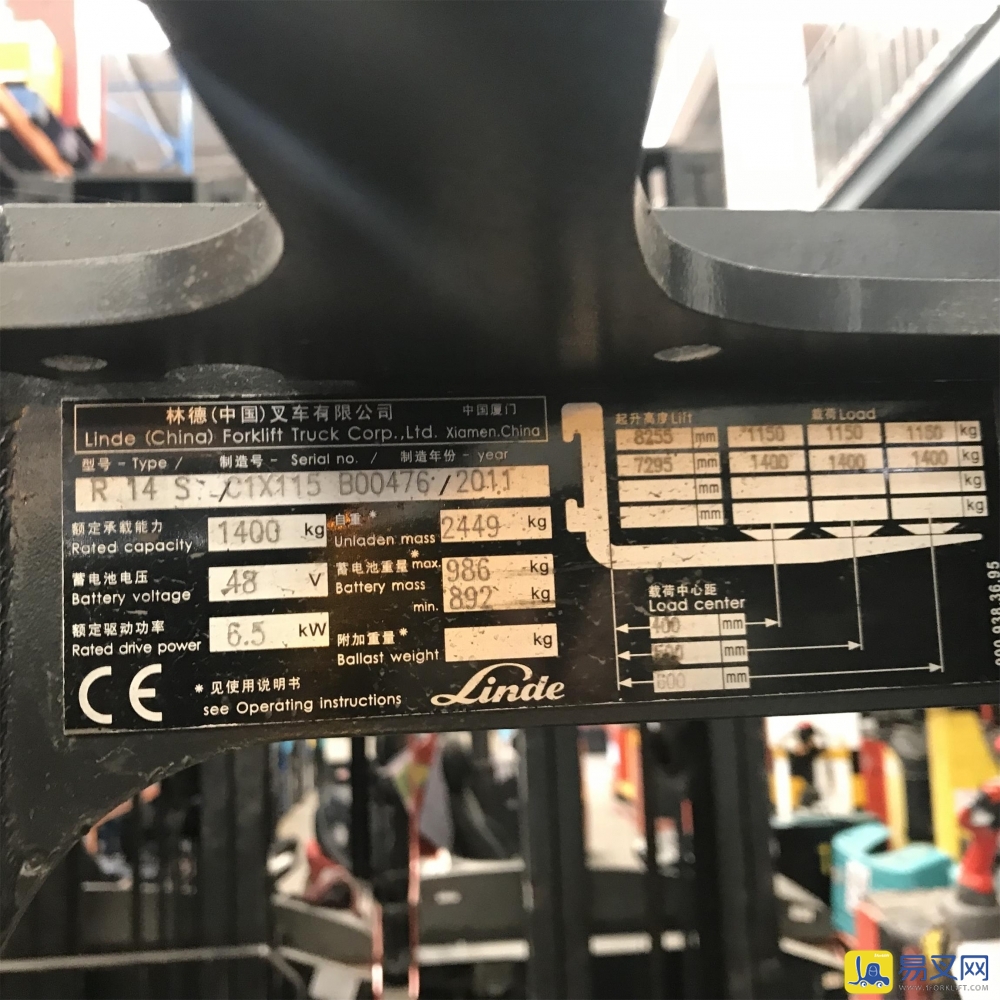 林德(中国)叉车有限公司 中国厦门
Linde (China) Forklift Truck Corp.,Ltd. Xiamen.China
型号 - Type / 制造号 - Serial no. / 制造年份 - year
R 14 S / C1X115 B00476 / 2011
额定承载能力
Rated capacity 1400 kg
自重 *
Unladen mass 2449 kg
蓄电池电压
Battery voltage 48 V
蓄电池重量 * max. 986 kg
Battery mass
min. 892 kg
额定驱动功率
Rated drive power 6.5 kW
附加重量 *
Ballast weight kg
CE
* 见使用说明书
see Operating instructions
Linde
起升高度 Lift 载荷 Load
8255 mm 1150 1150 1150 kg
7295 mm 1400 1400 1400 kg
mm kg
mm kg
载荷中心距
Load center
400 mm
mm
600 mm
易叉网
WWW.1-FORKLIFT.COM